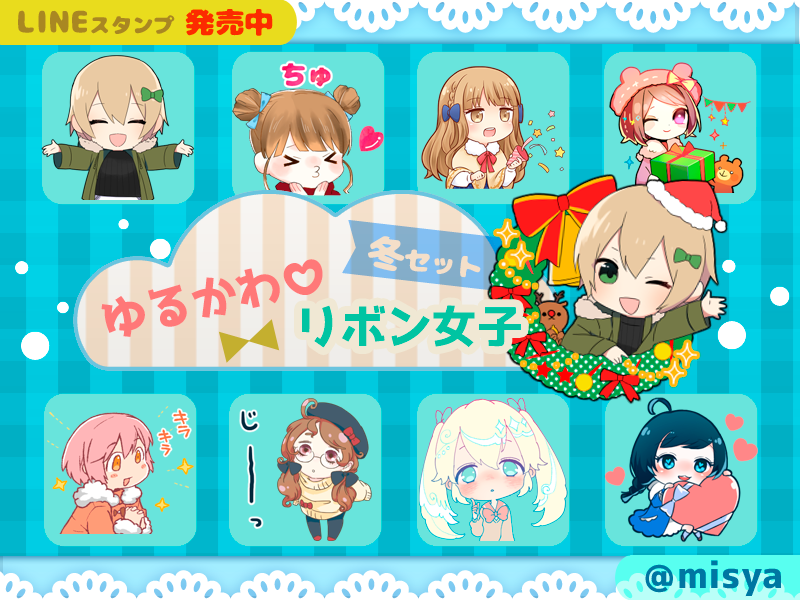 LINEスタンプ 発売中
ちゅ
冬セット
ゆるかわ♡
リボン女子
キラ
キラ
じーっ
@misya